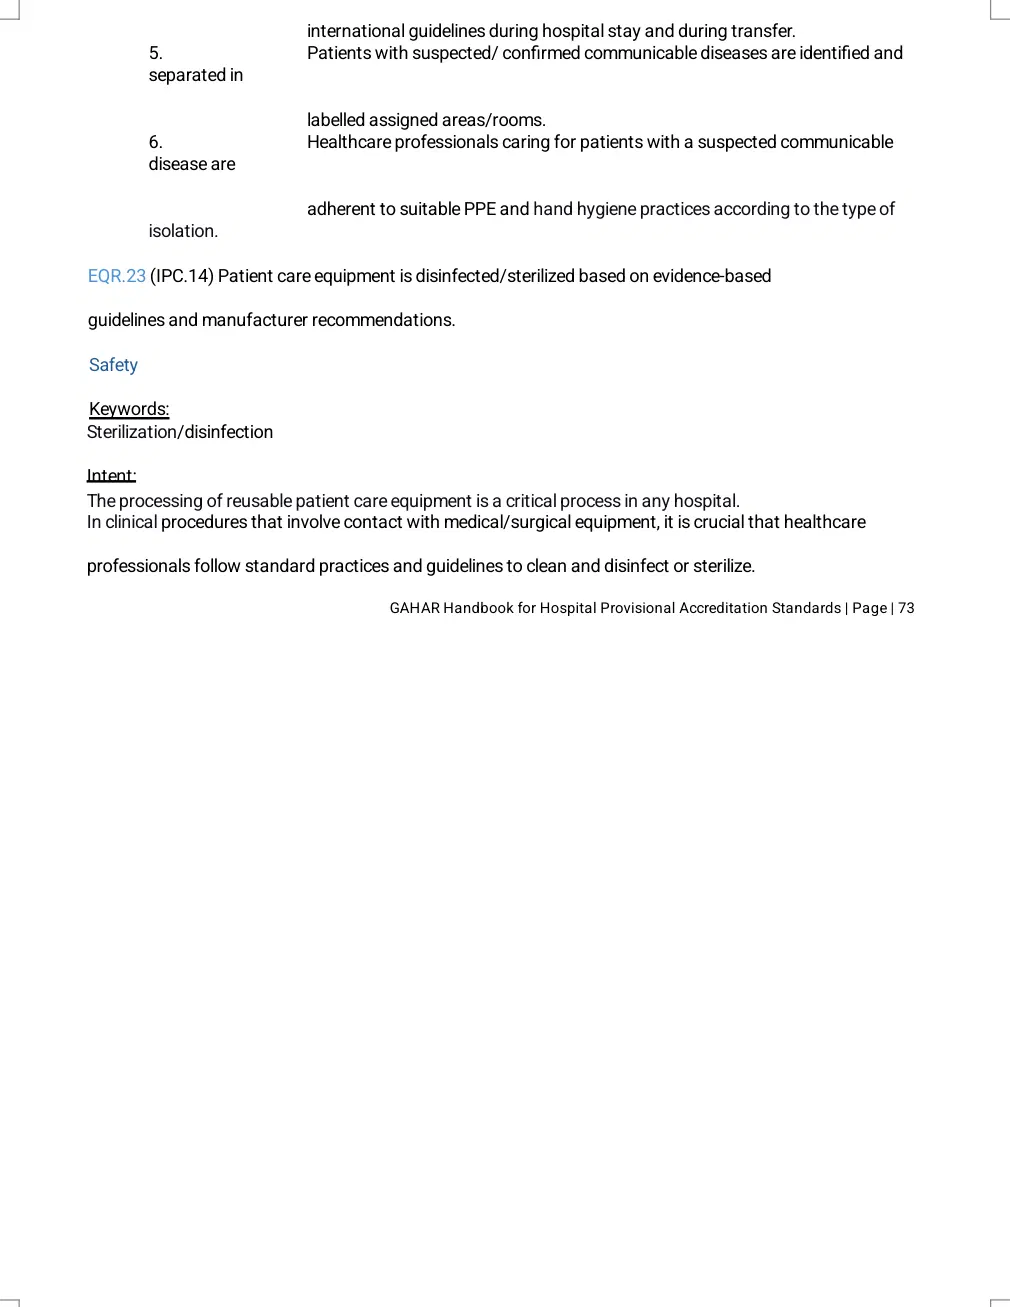 international guidelines during hospital stay and during transfer.
5. Patients with suspected/ confirmed communicable diseases are identified and
separated in
labelled assigned areas/rooms.
6. Healthcare professionals caring for patients with a suspected communicable
disease are
adherent to suitable PPE and hand hygiene practices according to the type of
isolation.
EQR.23 (IPC.14) Patient care equipment is disinfected/sterilized based on evidence-based
guidelines and manufacturer recommendations.
Safety
Keywords:
Sterilization/disinfection
Intent:
The processing of reusable patient care equipment is a critical process in any hospital.
In clinical procedures that involve contact with medical/surgical equipment, it is crucial that healthcare
professionals follow standard practices and guidelines to clean and disinfect or sterilize.
GAHAR Handbook for Hospital Provisional Accreditation Standards | Page | 73